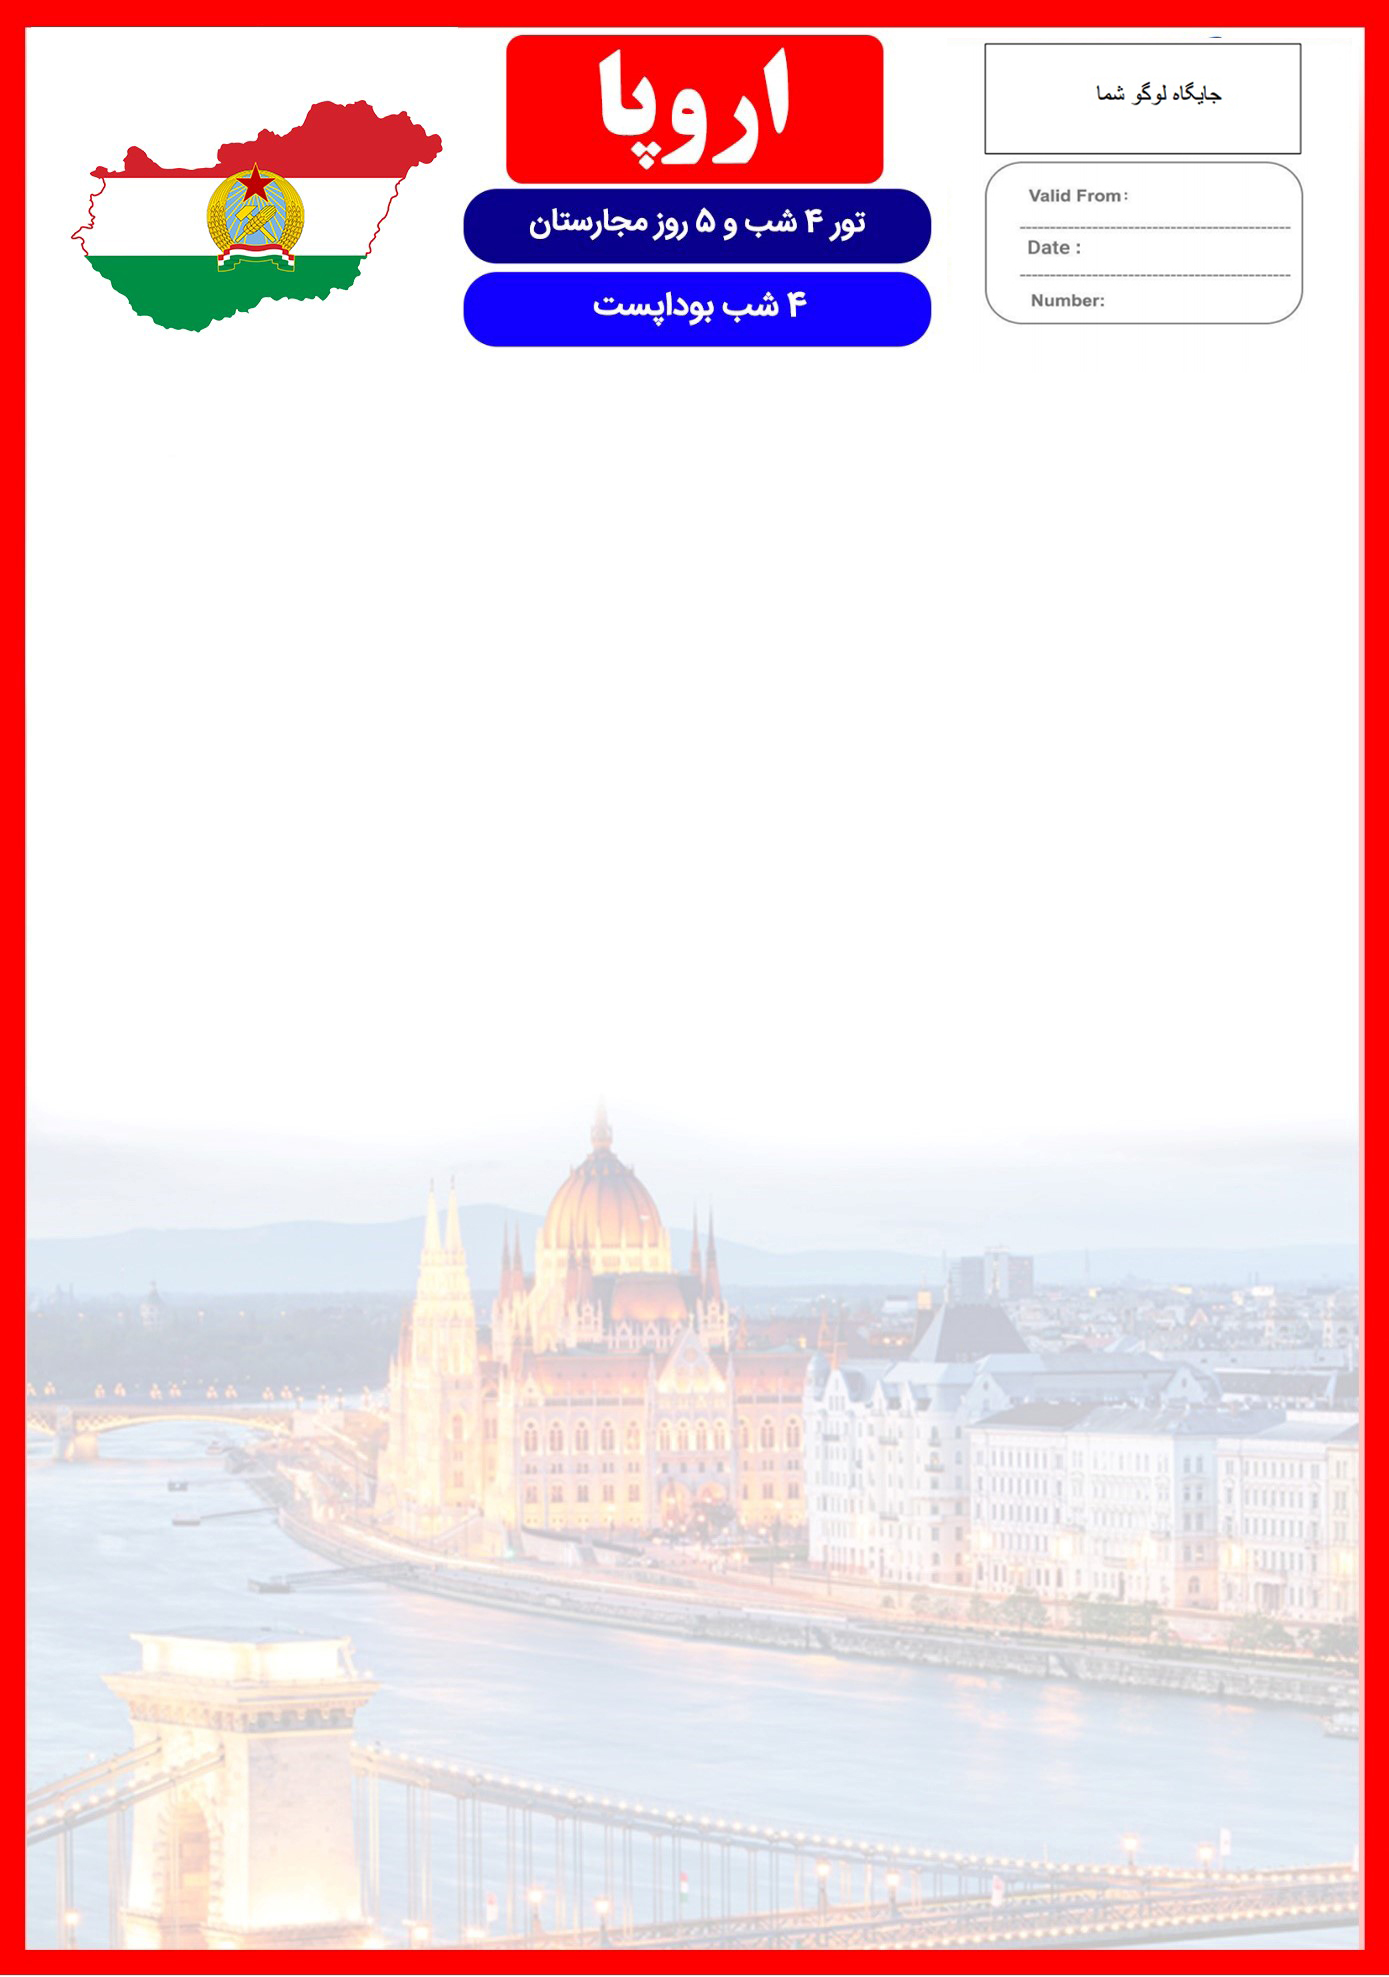 اروپا
تور ۴ شب و ۵ روز مجارستان
۴ شب بوداپست
جایگاه لوگو شما
Valid From:
Date :
Number: